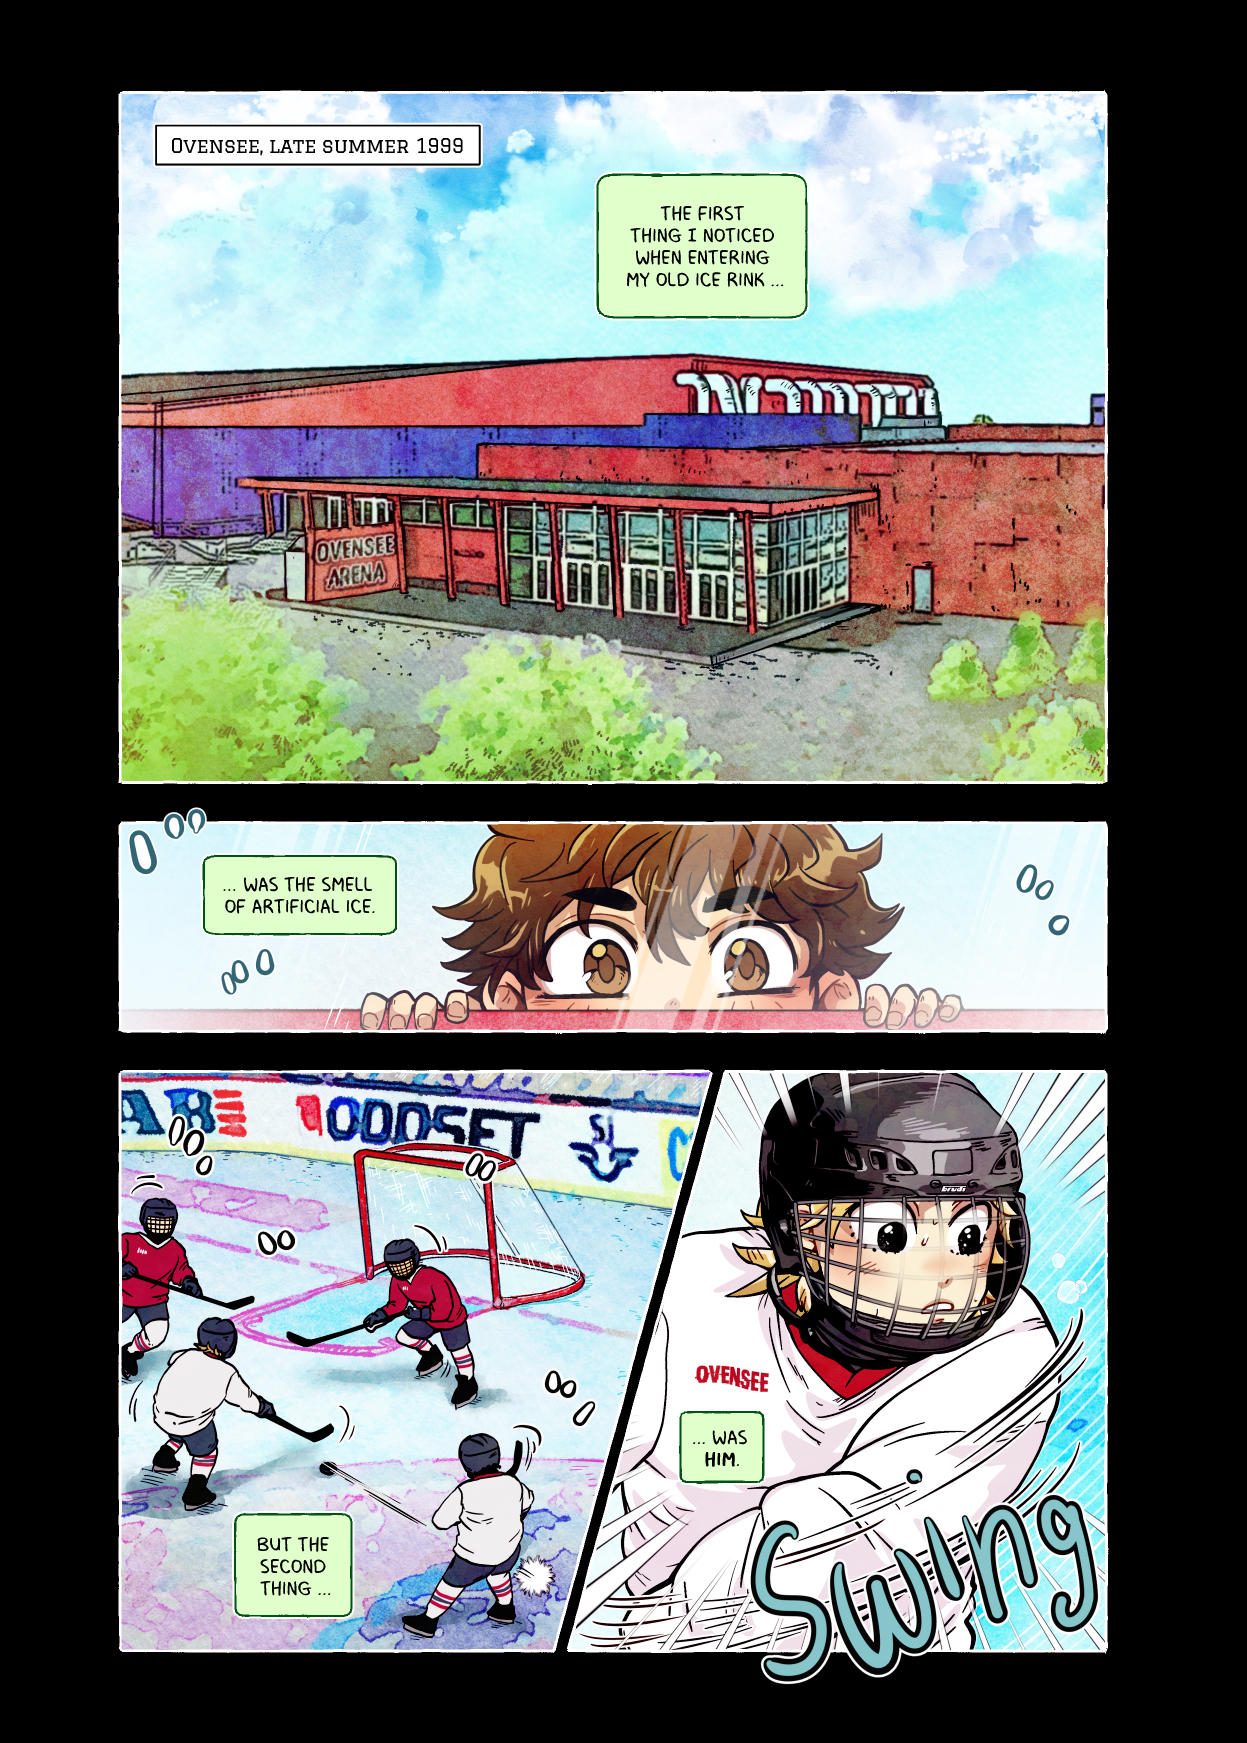 Ovensee, late summer 1999
THE FIRST
THING I NOTICED
WHEN ENTERING
MY OLD ICE RINK ...
OVENSEE
ARENA
... WAS THE SMELL
OF ARTIFICIAL ICE.
ODDSET
BUT THE
SECOND
THING ...
bruds
OVENSEE
... WAS
HIM.
Swing